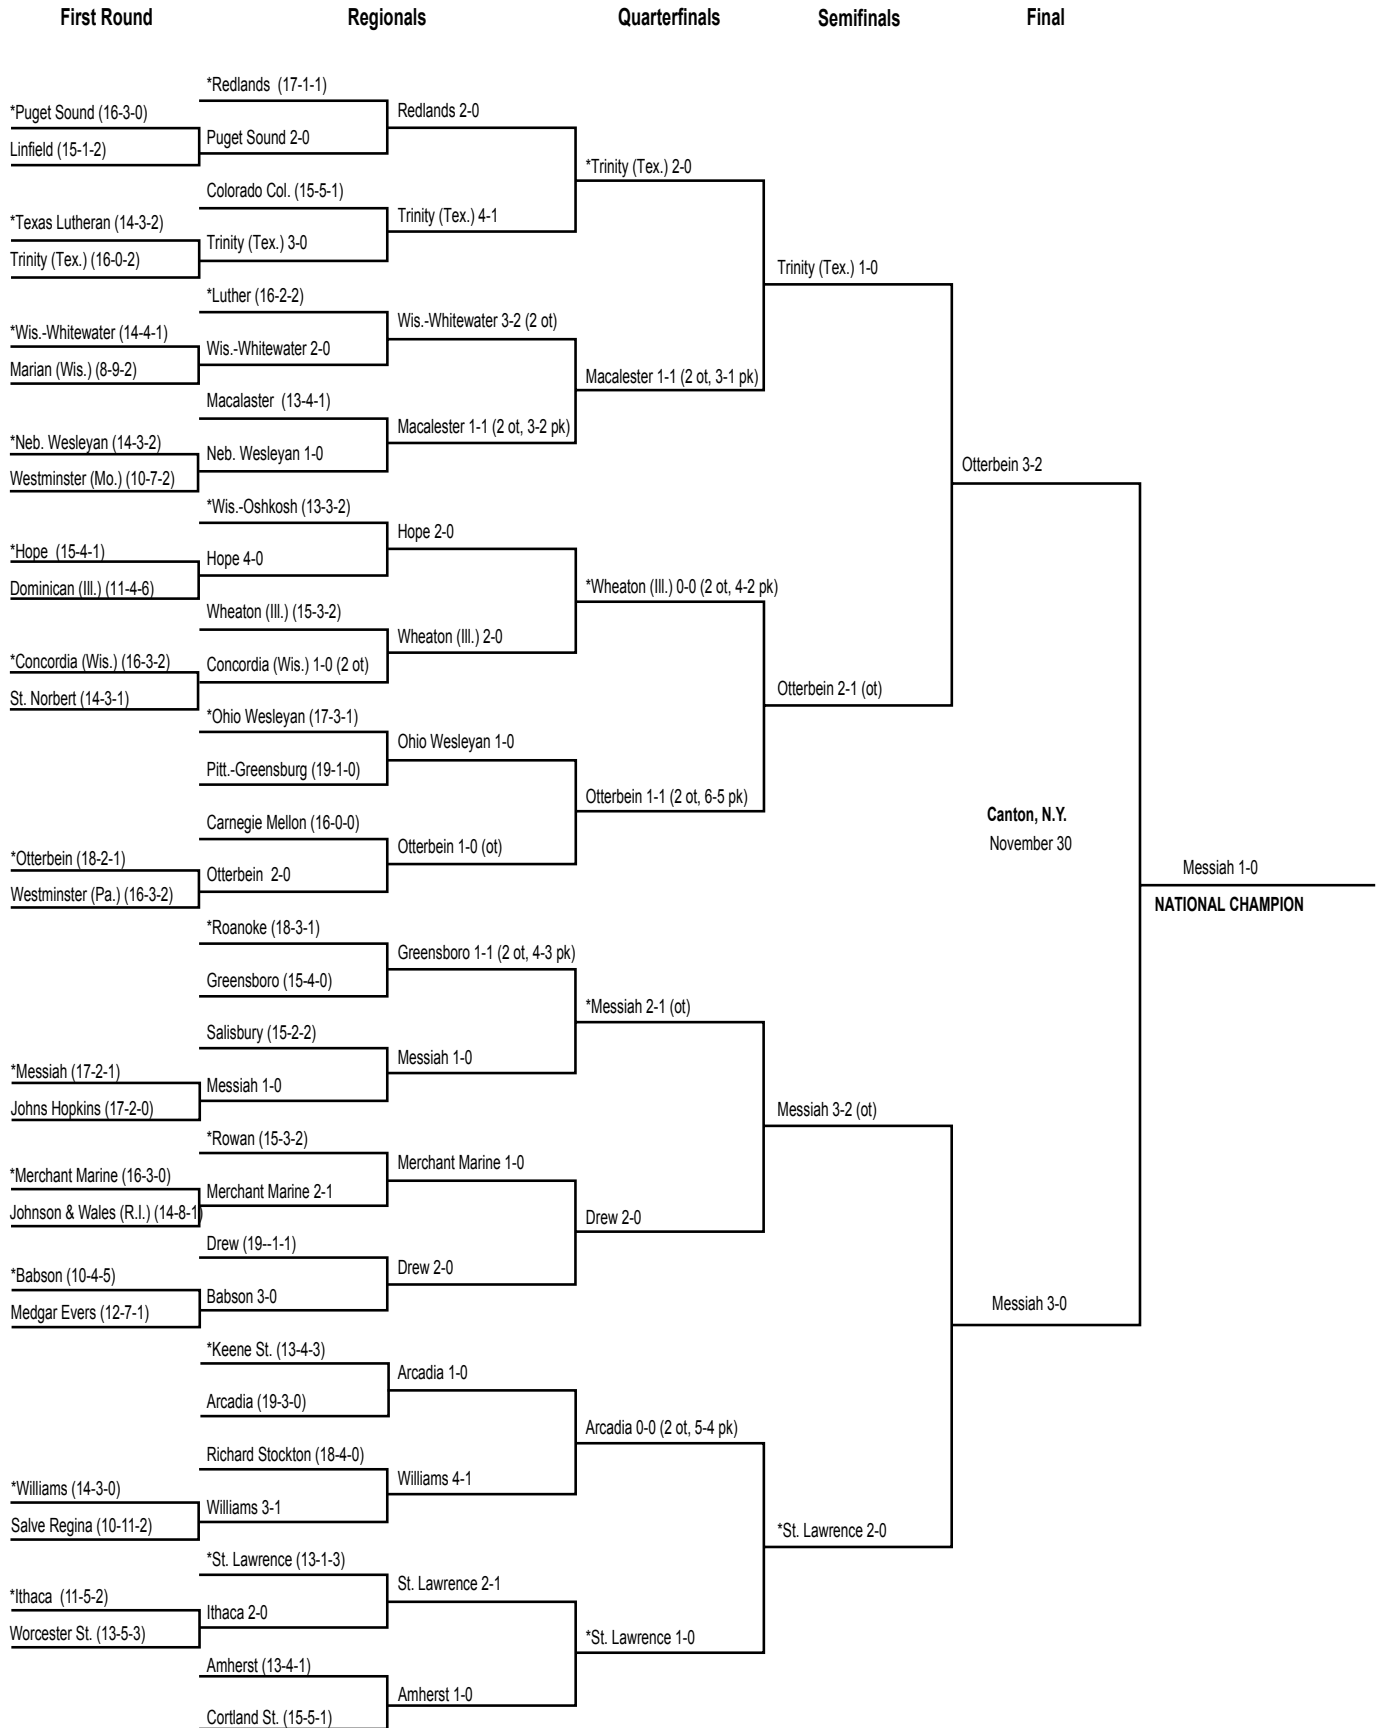 First Round
Regionals
Quarterfinals
Semifinals
Final
*Puget Sound (16-3-0)
Linfield (15-1-2)
*Texas Lutheran (14-3-2)
Trinity (Tex.) (16-0-2)
*Wis.-Whitewater (14-4-1)
Marian (Wis.) (8-9-2)
*Neb. Wesleyan (14-3-2)
Westminster (Mo.) (10-7-2)
*Hope (15-4-1)
Dominican (Ill.) (11-4-6)
*Concordia (Wis.) (16-3-2)
St. Norbert (14-3-1)
*Otterbein (18-2-1)
Westminster (Pa.) (16-3-2)
*Messiah (17-2-1)
Johns Hopkins (17-2-0)
*Merchant Marine (16-3-0)
Johnson & Wales (R.I.) (14-8-1)
*Babson (10-4-5)
Medgar Evers (12-7-1)
*Williams (14-3-0)
Salve Regina (10-11-2)
*Ithaca (11-5-2)
Worcester St. (13-5-3)
*Redlands (17-1-1)
Puget Sound 2-0
Colorado Col. (15-5-1)
Trinity (Tex.) 3-0
*Luther (16-2-2)
Wis.-Whitewater 2-0
Macalaster (13-4-1)
Neb. Wesleyan 1-0
*Wis.-Oshkosh (13-3-2)
Hope 4-0
Wheaton (Ill.) (15-3-2)
Concordia (Wis.) 1-0 (2 ot)
*Ohio Wesleyan (17-3-1)
Pitt.-Greensburg (19-1-0)
Carnegie Mellon (16-0-0)
Otterbein 2-0
*Roanoke (18-3-1)
Greensboro (15-4-0)
Salisbury (15-2-2)
Messiah 1-0
*Rowan (15-3-2)
Merchant Marine 2-1
Drew (19--1-1)
Babson 3-0
*Keene St. (13-4-3)
Arcadia (19-3-0)
Richard Stockton (18-4-0)
Williams 3-1
*St. Lawrence (13-1-3)
Ithaca 2-0
Amherst (13-4-1)
Cortland St. (15-5-1)
Redlands 2-0
Trinity (Tex.) 4-1
Wis.-Whitewater 3-2 (2 ot)
Macalester 1-1 (2 ot, 3-2 pk)
Hope 2-0
Wheaton (Ill.) 2-0
Ohio Wesleyan 1-0
Otterbein 1-0 (ot)
Greensboro 1-1 (2 ot, 4-3 pk)
Messiah 1-0
Merchant Marine 1-0
Drew 2-0
Arcadia 1-0
Williams 4-1
St. Lawrence 2-1
Amherst 1-0
*Trinity (Tex.) 2-0
Macalester 1-1 (2 ot, 3-1 pk)
*Wheaton (Ill.) 0-0 (2 ot, 4-2 pk)
Otterbein 1-1 (2 ot, 6-5 pk)
*Messiah 2-1 (ot)
Drew 2-0
Arcadia 0-0 (2 ot, 5-4 pk)
*St. Lawrence 1-0
Trinity (Tex.) 1-0
Otterbein 2-1 (ot)
Messiah 3-2 (ot)
*St. Lawrence 2-0
Otterbein 3-2
Messiah 3-0
Canton, N.Y.
November 30
Messiah 1-0
NATIONAL CHAMPION